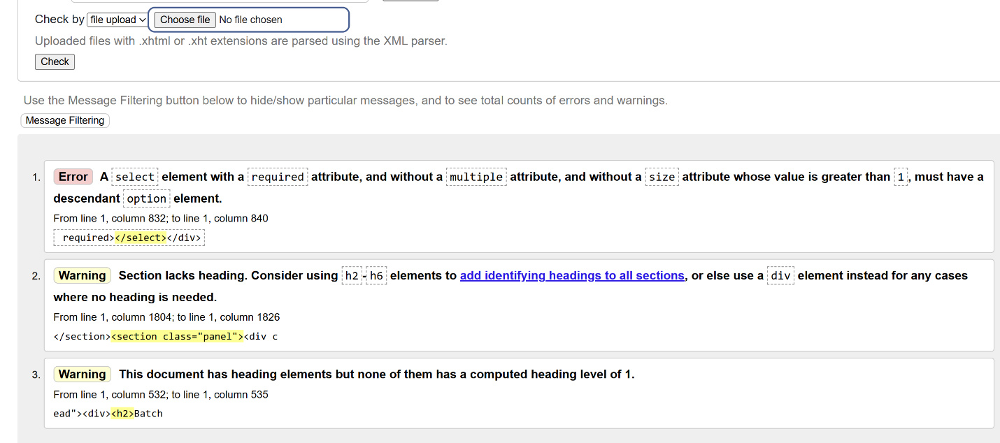 Check by file upload Choose file No file chosen
Uploaded files with .xhtml or .xht extensions are parsed using the XML parser.
Check
Use the Message Filtering button below to hide/show particular messages, and to see total counts of errors and warnings.
Message Filtering
1. Error A select element with a required attribute, and without a multiple attribute, and without a size attribute whose value is greater than 1, must have a
descendant option element.
From line 1, column 832; to line 1, column 840
required></select></div>
2. Warning Section lacks heading. Consider using h2-h6 elements to add identifying headings to all sections, or else use a div element instead for any cases
where no heading is needed.
From line 1, column 1804; to line 1, column 1826
</section><section class="panel"><div c
3. Warning This document has heading elements but none of them has a computed heading level of 1.
From line 1, column 532; to line 1, column 535
ead"><div><h2>Batch